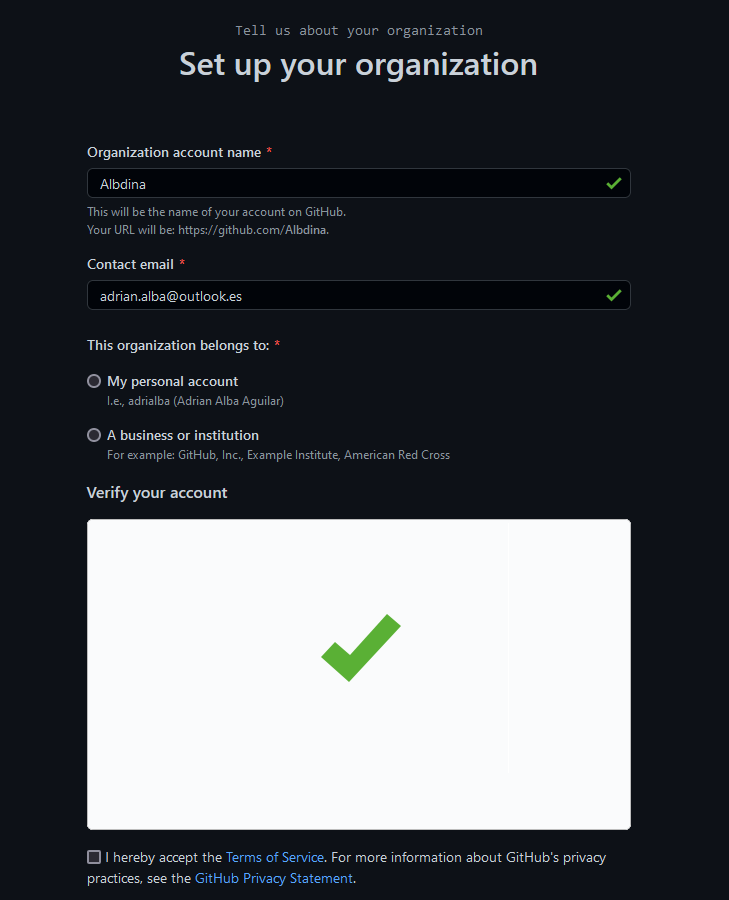 Tell us about your organization
Set up your organization
Organization account name *
Albdina
This will be the name of your account on GitHub.
Your URL will be: https://github.com/Albdina.
Contact email *
adrian.alba@outlook.es
This organization belongs to: *
My personal account
I.e., adrialba (Adrian Alba Aguilar)
A business or institution
For example: GitHub, Inc., Example Institute, American Red Cross
Verify your account
I hereby accept the Terms of Service. For more information about GitHub's privacy
practices, see the GitHub Privacy Statement.